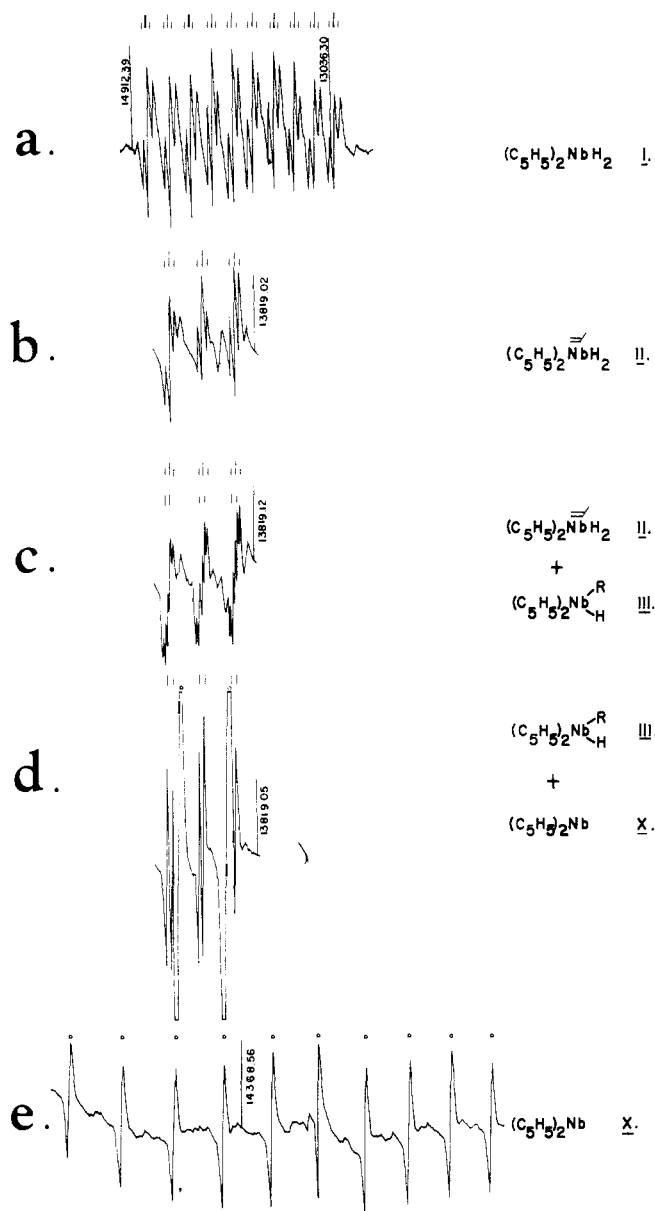 14912.39
13036.30
a.
(C5H5)2NbH2 I.
13819.02
b.
(C5H5)2NbH2 II.
13819.12
c.
(C5H5)2NbH2 II.
+
(C5H5)2Nb R H III.
d.
13819.05
(C5H5)2Nb R H III.
+
(C5H5)2Nb X.
e.
14368.56
(C5H5)2Nb X.